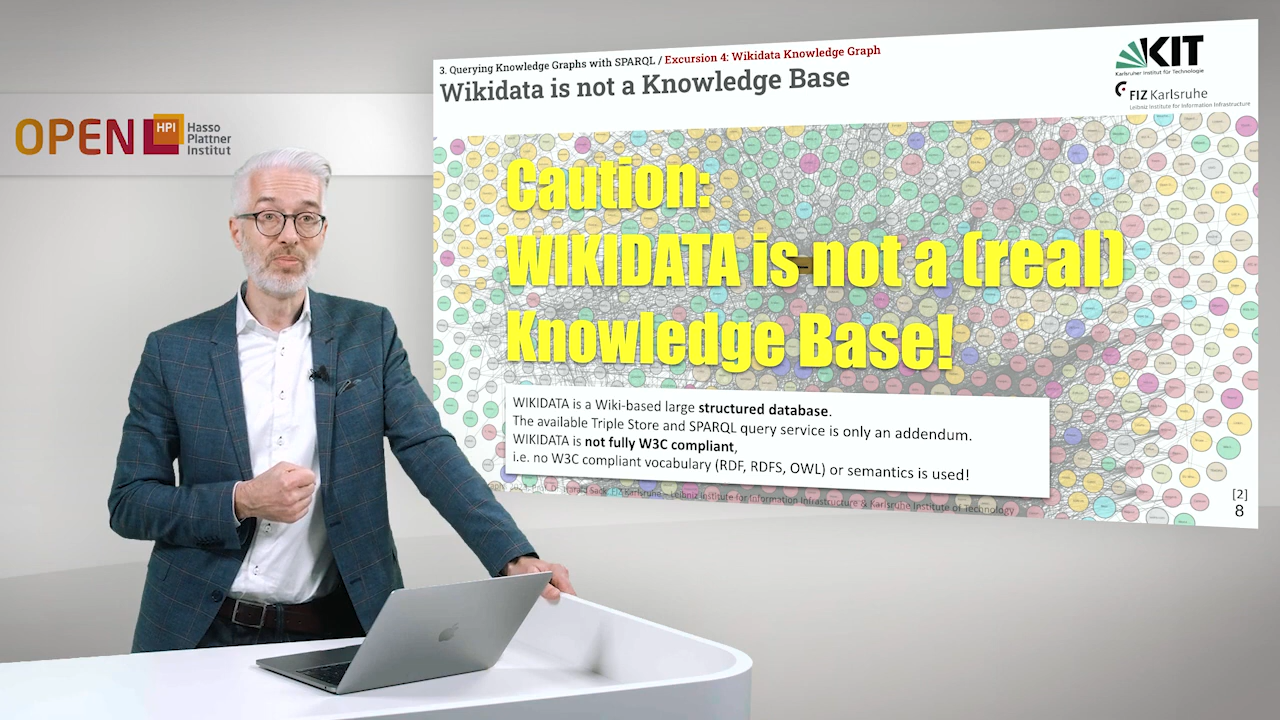 OPEN HPI Hasso
Plattner
Institut
3. Querying Knowledge Graphs with SPARQL / Excursion 4: Wikidata Knowledge Graph
Wikidata is not a Knowledge Base
KIT
Karlsruher Institut für Technologie
FIZ Karlsruhe
Leibniz Institute for Information Infrastructure
Caution:
WIKIDATA is not a (real)
Knowledge Base!
WIKIDATA is a Wiki-based large structured database.
The available Triple Store and SPARQL query service is only an addendum.
WIKIDATA is not fully W3C compliant,
i.e. no W3C compliant vocabulary (RDF, RDFS, OWL) or semantics is used!
Karlsruhe – Leibniz Institute for Information Infrastructure & Karlsruhe Institute of Technology
[2]
8